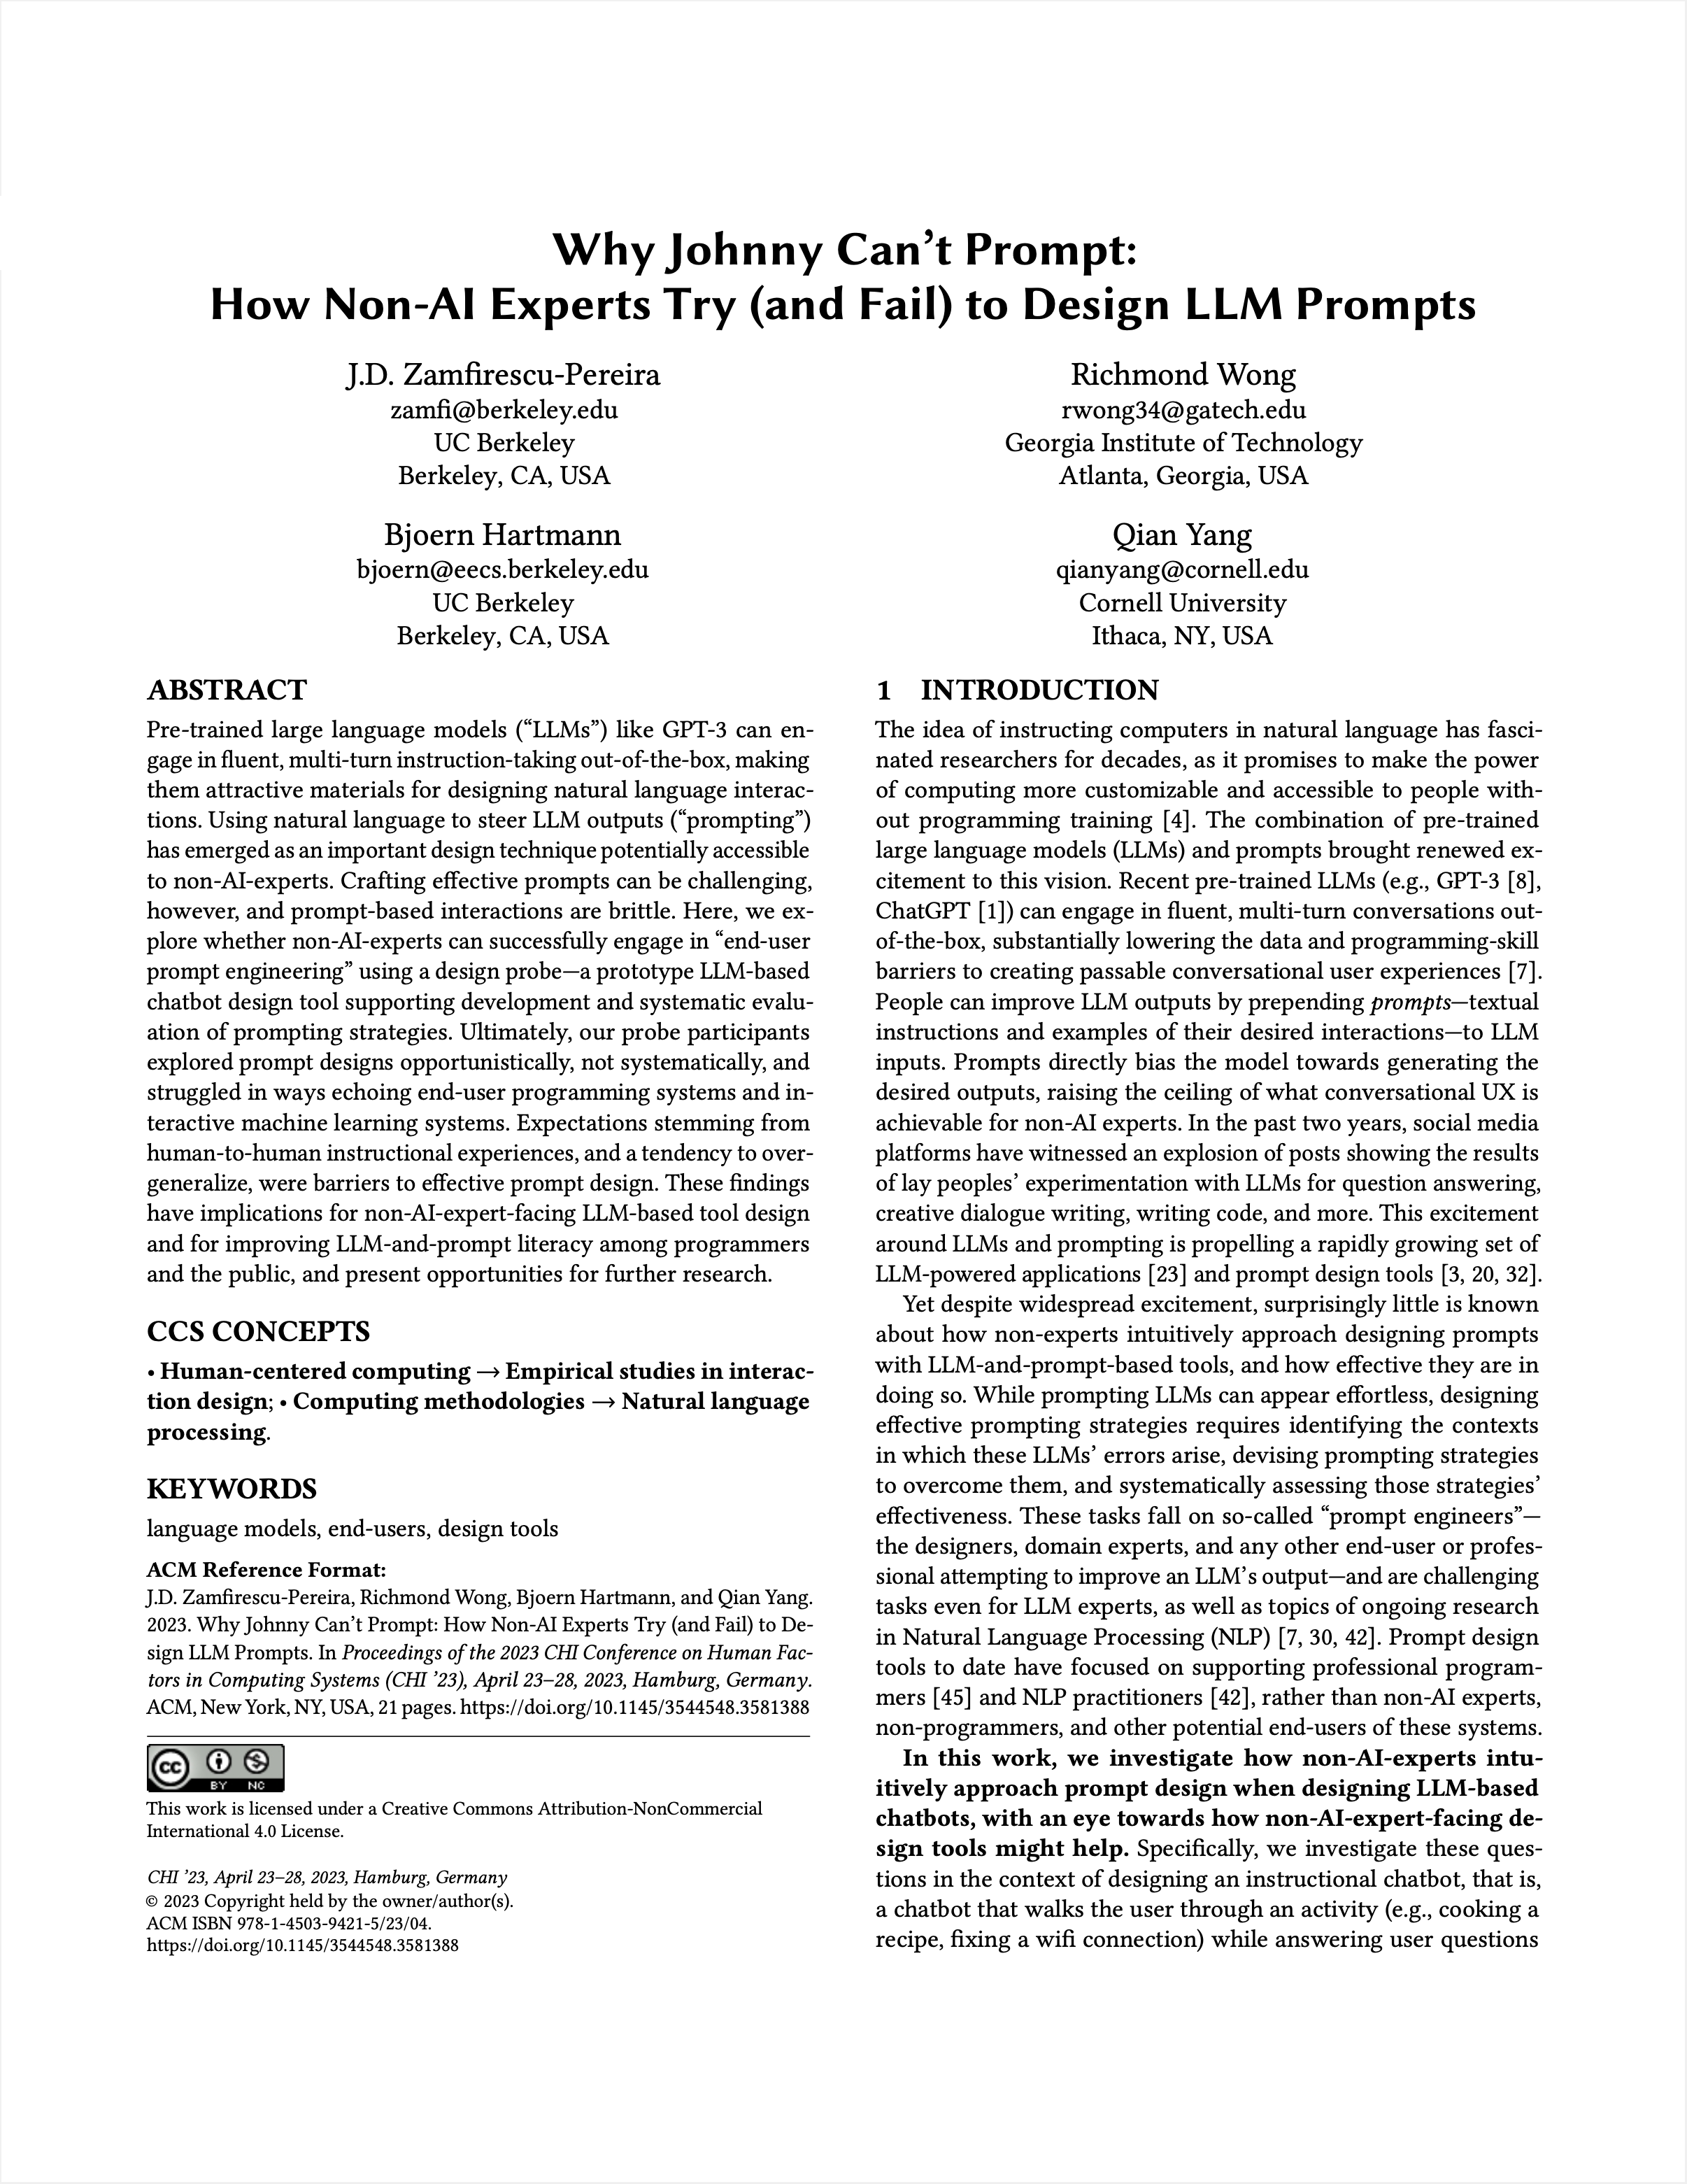 Why Johnny Can’t Prompt:
How Non-AI Experts Try (and Fail) to Design LLM Prompts
J.D. Zamfirescu-Pereira
zamfi@berkeley.edu
UC Berkeley
Berkeley, CA, USA
Richmond Wong
rwong34@gatech.edu
Georgia Institute of Technology
Atlanta, Georgia, USA
Bjoern Hartmann
bjoern@eecs.berkeley.edu
UC Berkeley
Berkeley, CA, USA
Qian Yang
qianyang@cornell.edu
Cornell University
Ithaca, NY, USA
ABSTRACT
Pre-trained large language models (“LLMs”) like GPT-3 can en-
gage in fluent, multi-turn instruction-taking out-of-the-box, making
them attractive materials for designing natural language interac-
tions. Using natural language to steer LLM outputs (“prompting”)
has emerged as an important design technique potentially accessible
to non-AI-experts. Crafting effective prompts can be challenging,
however, and prompt-based interactions are brittle. Here, we ex-
plore whether non-AI-experts can successfully engage in “end-user
prompt engineering” using a design probe—a prototype LLM-based
chatbot design tool supporting development and systematic evalu-
ation of prompting strategies. Ultimately, our probe participants
explored prompt designs opportunistically, not systematically, and
struggled in ways echoing end-user programming systems and in-
teractive machine learning systems. Expectations stemming from
human-to-human instructional experiences, and a tendency to over-
generalize, were barriers to effective prompt design. These findings
have implications for non-AI-expert-facing LLM-based tool design
and for improving LLM-and-prompt literacy among programmers
and the public, and present opportunities for further research.
CCS CONCEPTS
• Human-centered computing → Empirical studies in interac-
tion design; • Computing methodologies → Natural language
processing.
KEYWORDS
language models, end-users, design tools
ACM Reference Format:
J.D. Zamfirescu-Pereira, Richmond Wong, Bjoern Hartmann, and Qian Yang.
2023. Why Johnny Can’t Prompt: How Non-AI Experts Try (and Fail) to De-
sign LLM Prompts. In Proceedings of the 2023 CHI Conference on Human Fac-
tors in Computing Systems (CHI ’23), April 23–28, 2023, Hamburg, Germany.
ACM, New York, NY, USA, 21 pages. https://doi.org/10.1145/3544548.3581388
cc BY NC
This work is licensed under a Creative Commons Attribution-NonCommercial
International 4.0 License.
CHI ’23, April 23–28, 2023, Hamburg, Germany
© 2023 Copyright held by the owner/author(s).
ACM ISBN 978-1-4503-9421-5/23/04.
https://doi.org/10.1145/3544548.3581388
1 INTRODUCTION
The idea of instructing computers in natural language has fasci-
nated researchers for decades, as it promises to make the power
of computing more customizable and accessible to people with-
out programming training [4]. The combination of pre-trained
large language models (LLMs) and prompts brought renewed ex-
citement to this vision. Recent pre-trained LLMs (e.g., GPT-3 [8],
ChatGPT [1]) can engage in fluent, multi-turn conversations out-
of-the-box, substantially lowering the data and programming-skill
barriers to creating passable conversational user experiences [7].
People can improve LLM outputs by prepending prompts—textual
instructions and examples of their desired interactions—to LLM
inputs. Prompts directly bias the model towards generating the
desired outputs, raising the ceiling of what conversational UX is
achievable for non-AI experts. In the past two years, social media
platforms have witnessed an explosion of posts showing the results
of lay peoples’ experimentation with LLMs for question answering,
creative dialogue writing, writing code, and more. This excitement
around LLMs and prompting is propelling a rapidly growing set of
LLM-powered applications [23] and prompt design tools [3, 20, 32].
Yet despite widespread excitement, surprisingly little is known
about how non-experts intuitively approach designing prompts
with LLM-and-prompt-based tools, and how effective they are in
doing so. While prompting LLMs can appear effortless, designing
effective prompting strategies requires identifying the contexts
in which these LLMs’ errors arise, devising prompting strategies
to overcome them, and systematically assessing those strategies’
effectiveness. These tasks fall on so-called “prompt engineers”—
the designers, domain experts, and any other end-user or profes-
sional attempting to improve an LLM’s output—and are challenging
tasks even for LLM experts, as well as topics of ongoing research
in Natural Language Processing (NLP) [7, 30, 42]. Prompt design
tools to date have focused on supporting professional program-
mers [45] and NLP practitioners [42], rather than non-AI experts,
non-programmers, and other potential end-users of these systems.
In this work, we investigate how non-AI-experts intu-
itively approach prompt design when designing LLM-based
chatbots, with an eye towards how non-AI-expert-facing de-
sign tools might help. Specifically, we investigate these ques-
tions in the context of designing an instructional chatbot, that is,
a chatbot that walks the user through an activity (e.g., cooking a
recipe, fixing a wifi connection) while answering user questions